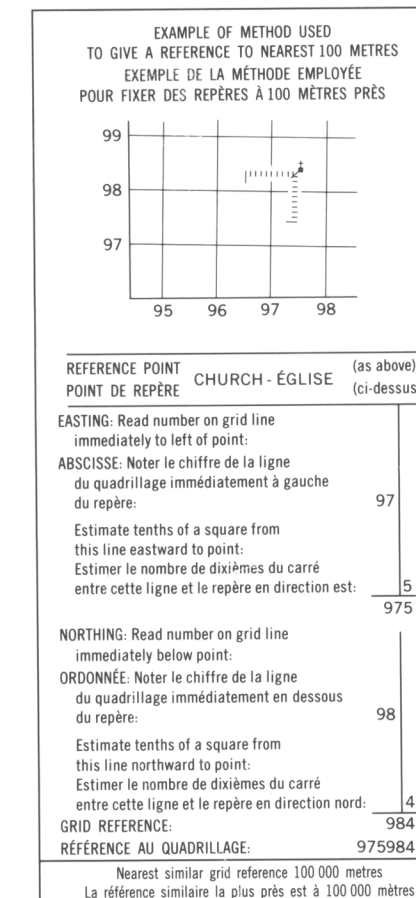 EXAMPLE OF METHOD USED
TO GIVE A REFERENCE TO NEAREST 100 METRES
EXEMPLE DE LA MÉTHODE EMPLOYÉE
POUR FIXER DES REPÈRES À 100 MÈTRES PRÈS
99
98
97
95 96 97 98
REFERENCE POINT
POINT DE REPÈRE
CHURCH - ÉGLISE
(as above)
(ci-dessus
EASTING: Read number on grid line
immediately to left of point:
ABSCISSE: Noter le chiffre de la ligne
du quadrillage immédiatement à gauche
du repère: 97
Estimate tenths of a square from
this line eastward to point:
Estimer le nombre de dixièmes du carré
entre cette ligne et le repère en direction est: 5
975
NORTHING: Read number on grid line
immediately below point:
ORDONNÉE: Noter le chiffre de la ligne
du quadrillage immédiatement en dessous
du repère: 98
Estimate tenths of a square from
this line northward to point:
Estimer le nombre de dixièmes du carré
entre cette ligne et le repère en direction nord: 4
GRID REFERENCE: 984
RÉFÉRENCE AU QUADRILLAGE: 975984
Nearest similar grid reference 100 000 metres
La référence similaire la plus près est à 100 000 mètres